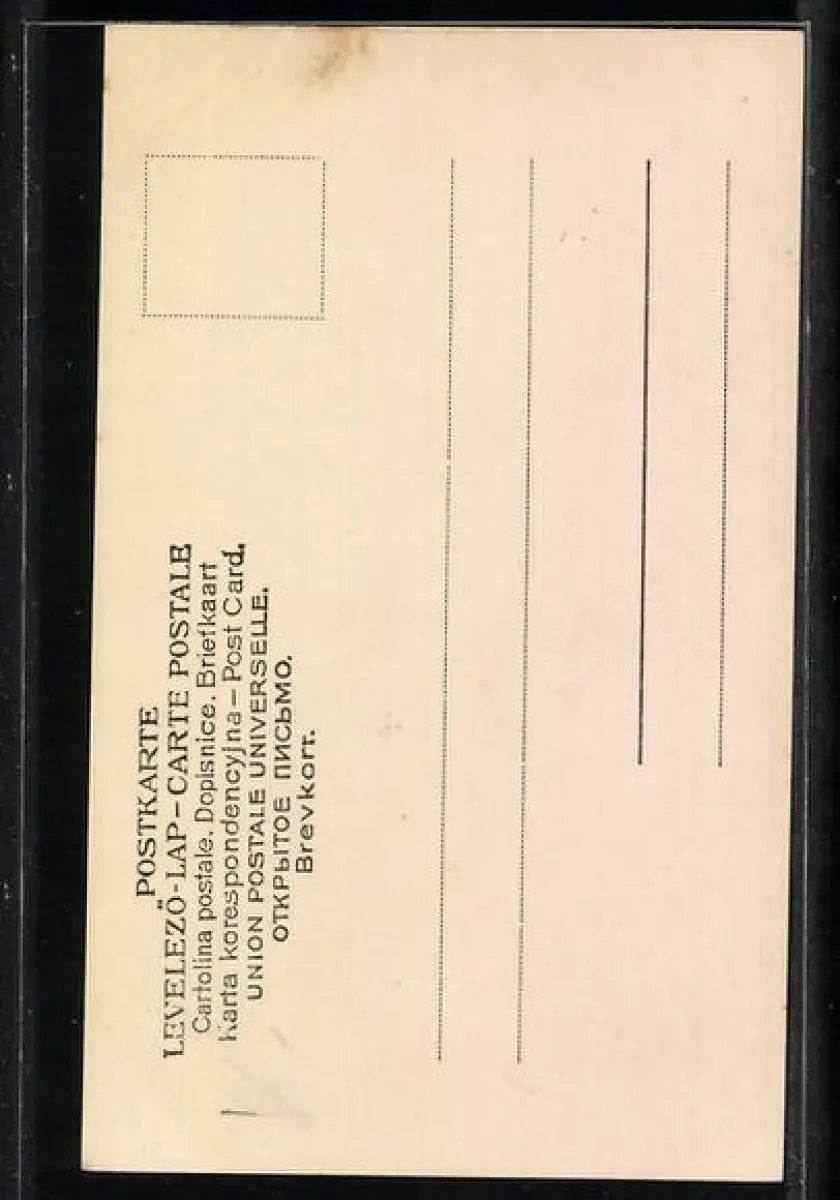 POSTKARTE
LEVELEZŐ-LAP – CARTE POSTALE
Cartolina postale. Dopisnice. Briefkaart
Karta korespondencyjna – Post Card.
UNION POSTALE UNIVERSELLE.
ОТКРЫТОЕ ПИСЬМО.
Brevkort.